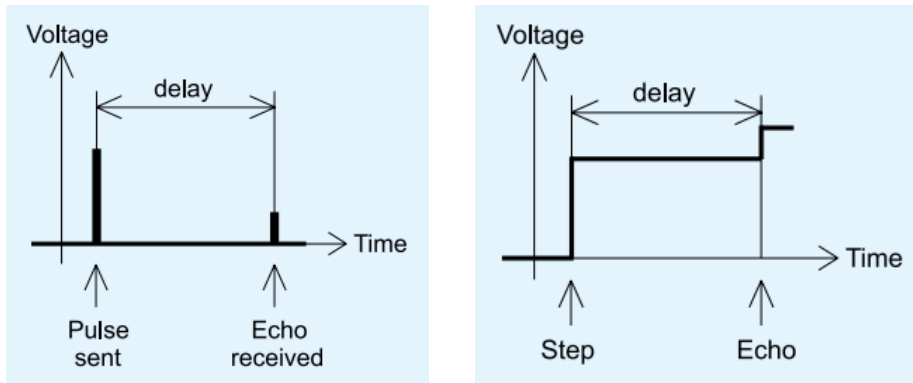 Voltage
delay
Time
Pulse
sent
Echo
received
Voltage
delay
Time
Step
Echo